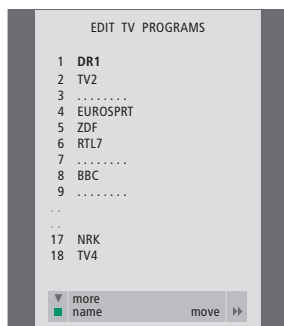 EDIT TV PROGRAMS
1 DR1
2 TV2
3 ........
4 EUROSPRT
5 ZDF
6 RTL7
7 ........
8 BBC
9 ........
..
..
17 NRK
18 TV4
more
name move